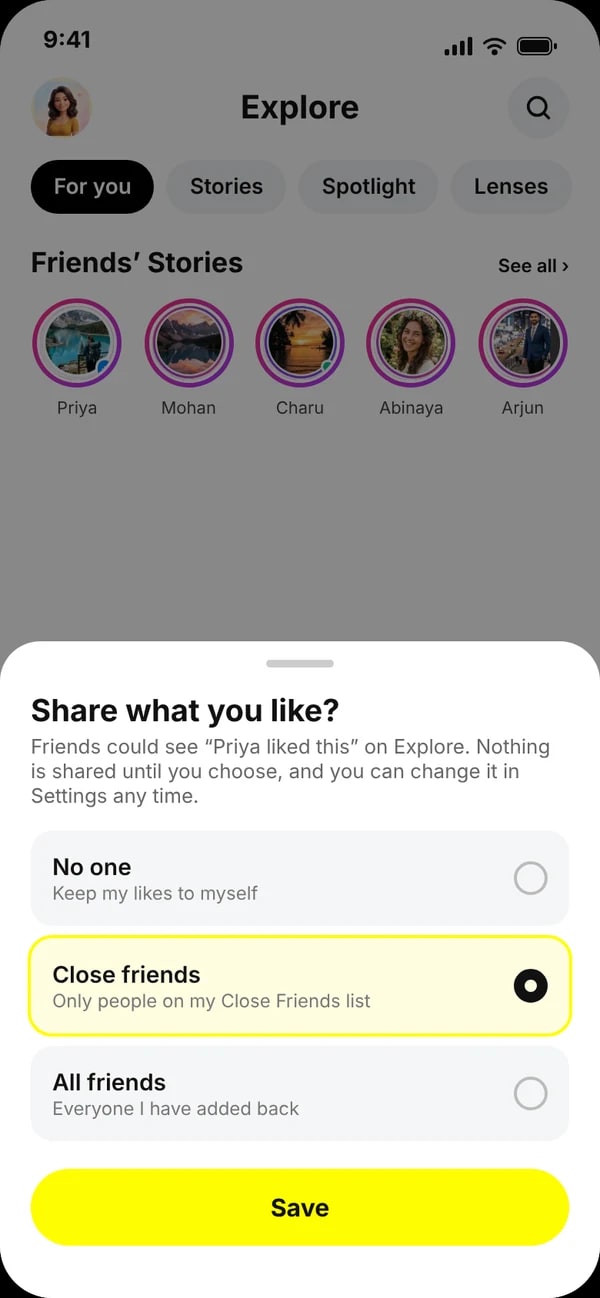 9:41
Explore
For you
Stories
Spotlight
Lenses
Friends’ Stories
See all ›
Priya
Mohan
Charu
Abinaya
Arjun
Share what you like?
Friends could see “Priya liked this” on Explore. Nothing
is shared until you choose, and you can change it in
Settings any time.
No one
Keep my likes to myself
Close friends
Only people on my Close Friends list
All friends
Everyone I have added back
Save